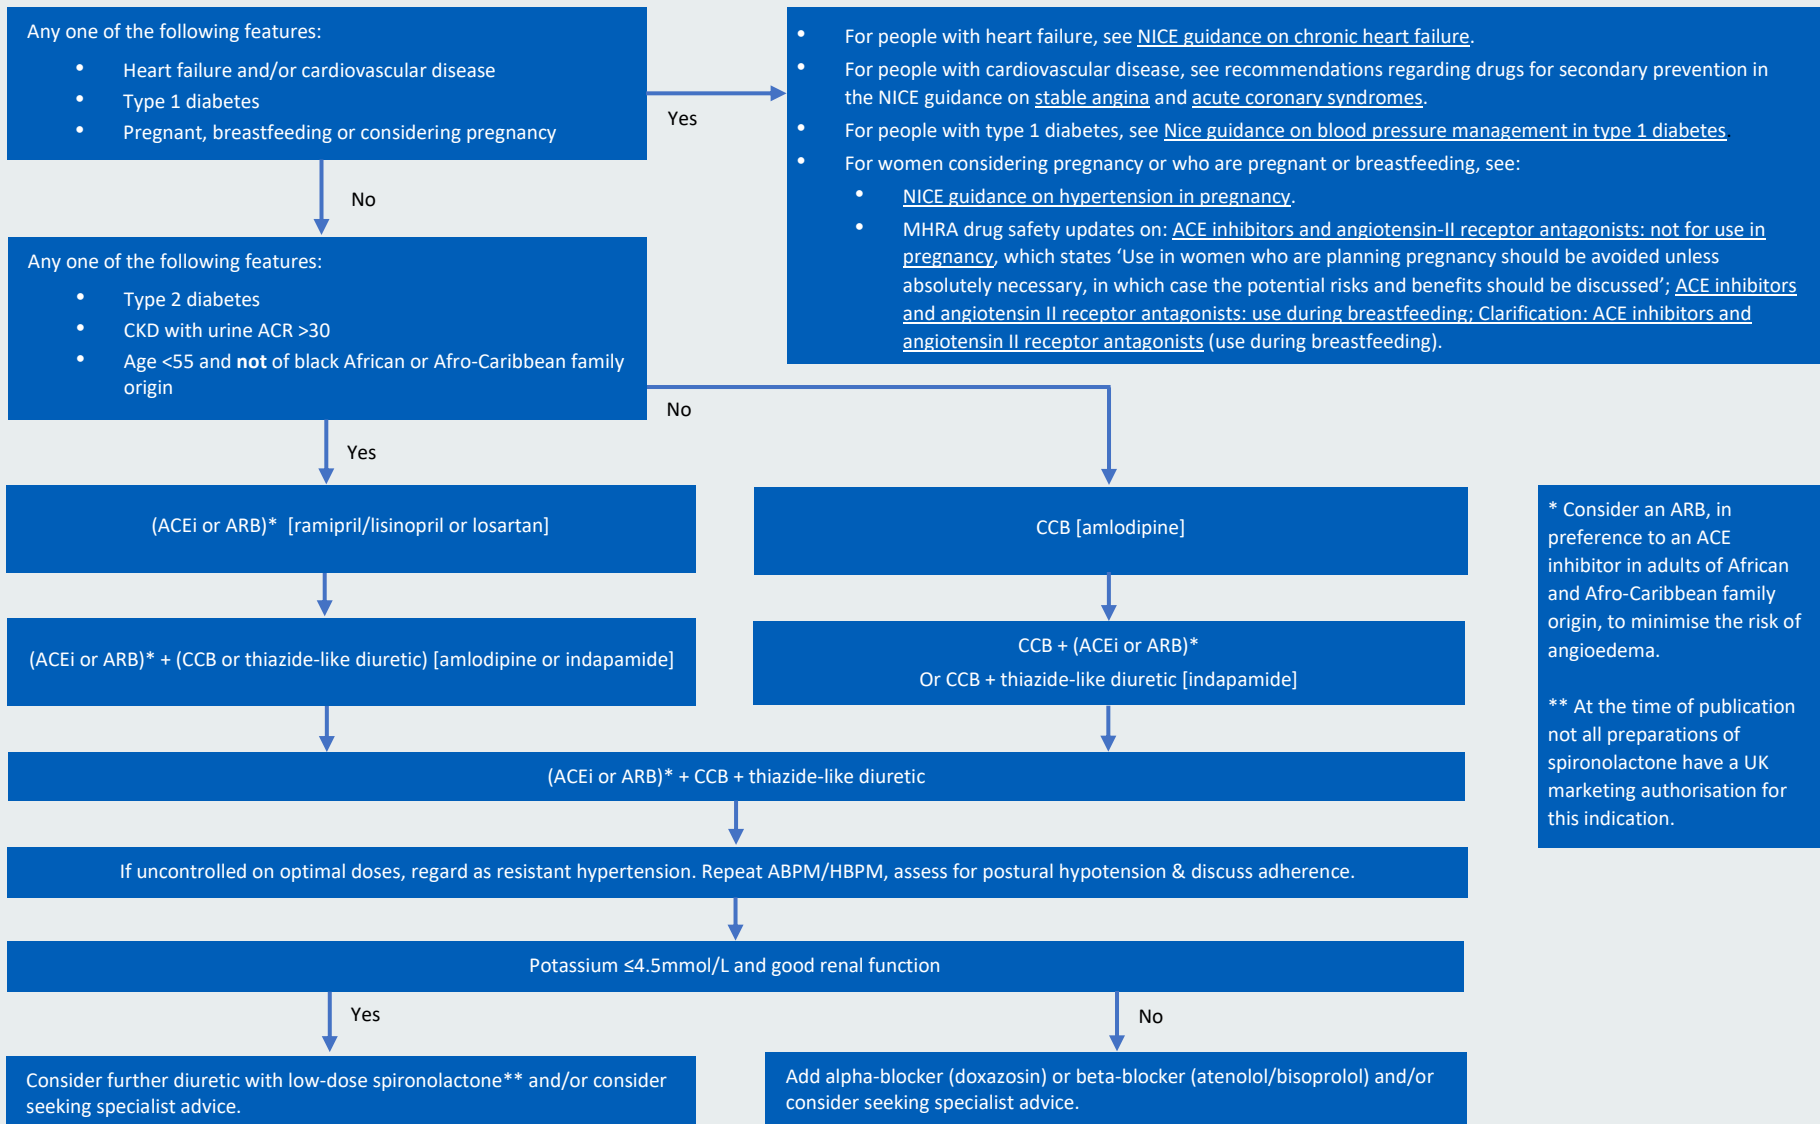 Any one of the following features:
• Heart failure and/or cardiovascular disease
• Type 1 diabetes
• Pregnant, breastfeeding or considering pregnancy
Yes
• For people with heart failure, see NICE guidance on chronic heart failure.
• For people with cardiovascular disease, see recommendations regarding drugs for secondary prevention in
the NICE guidance on stable angina and acute coronary syndromes.
• For people with type 1 diabetes, see Nice guidance on blood pressure management in type 1 diabetes.
• For women considering pregnancy or who are pregnant or breastfeeding, see:
• NICE guidance on hypertension in pregnancy.
• MHRA drug safety updates on: ACE inhibitors and angiotensin-II receptor antagonists: not for use in
pregnancy, which states ‘Use in women who are planning pregnancy should be avoided unless
absolutely necessary, in which case the potential risks and benefits should be discussed’; ACE inhibitors
and angiotensin II receptor antagonists: use during breastfeeding; Clarification: ACE inhibitors and
angiotensin II receptor antagonists (use during breastfeeding).
No
Any one of the following features:
• Type 2 diabetes
• CKD with urine ACR >30
• Age <55 and not of black African or Afro-Caribbean family
origin
No
Yes
(ACEi or ARB)* [ramipril/lisinopril or losartan]
CCB [amlodipine]
(ACEi or ARB)* + (CCB or thiazide-like diuretic) [amlodipine or indapamide]
CCB + (ACEi or ARB)*
Or CCB + thiazide-like diuretic [indapamide]
* Consider an ARB, in
preference to an ACE
inhibitor in adults of African
and Afro-Caribbean family
origin, to minimise the risk of
angioedema.
** At the time of publication
not all preparations of
spironolactone have a UK
marketing authorisation for
this indication.
(ACEi or ARB)* + CCB + thiazide-like diuretic
If uncontrolled on optimal doses, regard as resistant hypertension. Repeat ABPM/HBPM, assess for postural hypotension & discuss adherence.
Potassium ≤4.5mmol/L and good renal function
Yes
No
Consider further diuretic with low-dose spironolactone** and/or consider
seeking specialist advice.
Add alpha-blocker (doxazosin) or beta-blocker (atenolol/bisoprolol) and/or
consider seeking specialist advice.